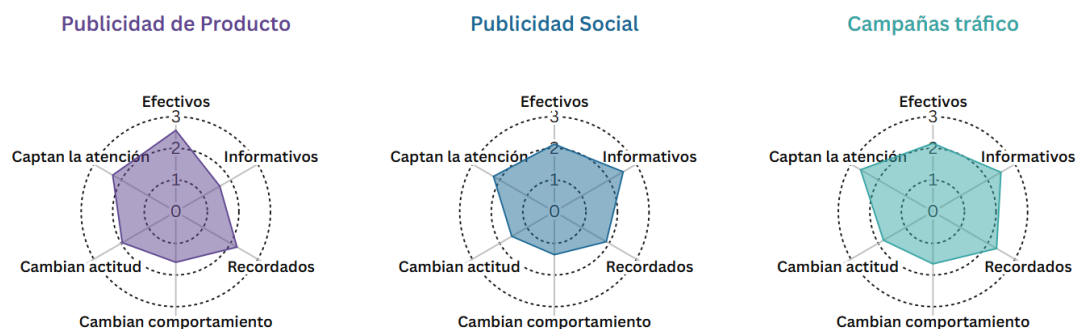 Publicidad de Producto
Efectivos
3
2
1
0
Captan la atención
Informativos
Cambian actitud
Recordados
Cambian comportamiento
Publicidad Social
Efectivos
3
2
1
0
Captan la atención
Informativos
Cambian actitud
Recordados
Cambian comportamiento
Campañas tráfico
Efectivos
3
2
1
0
Captan la atención
Informativos
Cambian actitud
Recordados
Cambian comportamiento